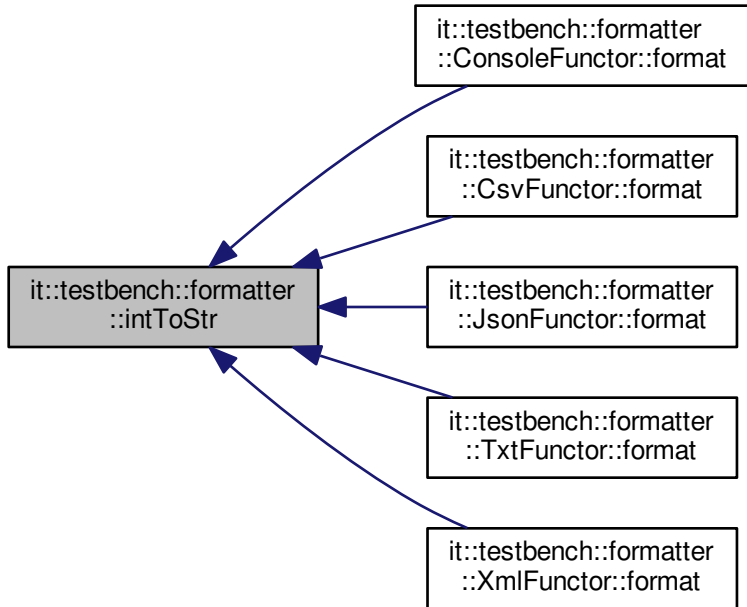 it::testbench::formatter
::ConsoleFunctor::format
it::testbench::formatter
::CsvFunctor::format
it::testbench::formatter
::intToStr
it::testbench::formatter
::JsonFunctor::format
it::testbench::formatter
::TxtFunctor::format
it::testbench::formatter
::XmlFunctor::format